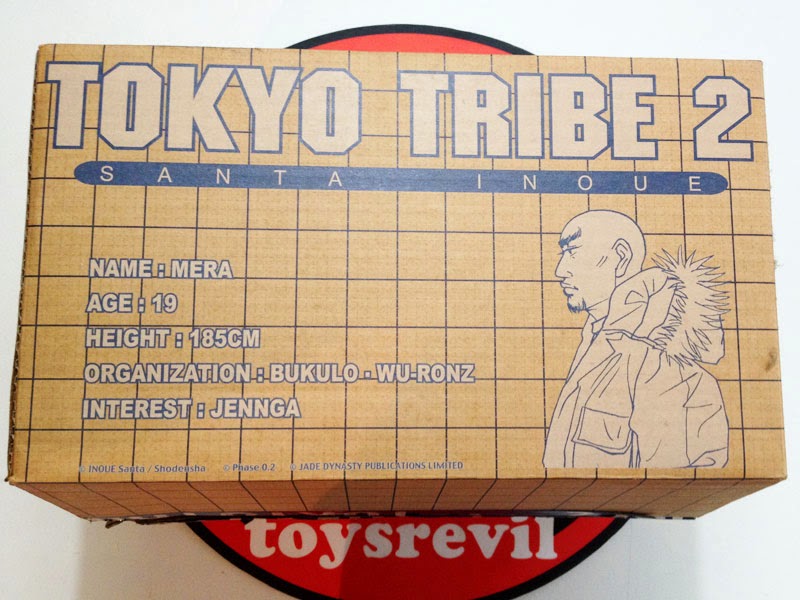 TOKYO TRIBE 2
SANTA INOUE
NAME : MERA
AGE : 19
HEIGHT : 185CM
ORGANIZATION : BUKULO - WU-RONZ
INTEREST : JENNGA
© INOUE Santa / Shodensha © Phase 0.2 © JADE DYNASTY PUBLICATIONS LIMITED
toysrevil